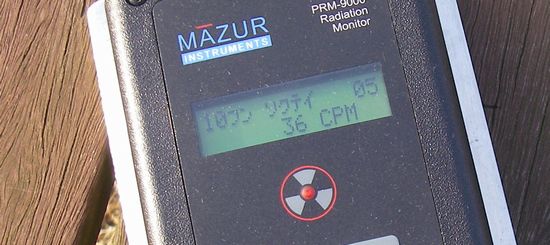 MAZUR
INSTRUMENTS
PRM-9000
Radiation
Monitor
10フン ソクテイ 05
36 CPM